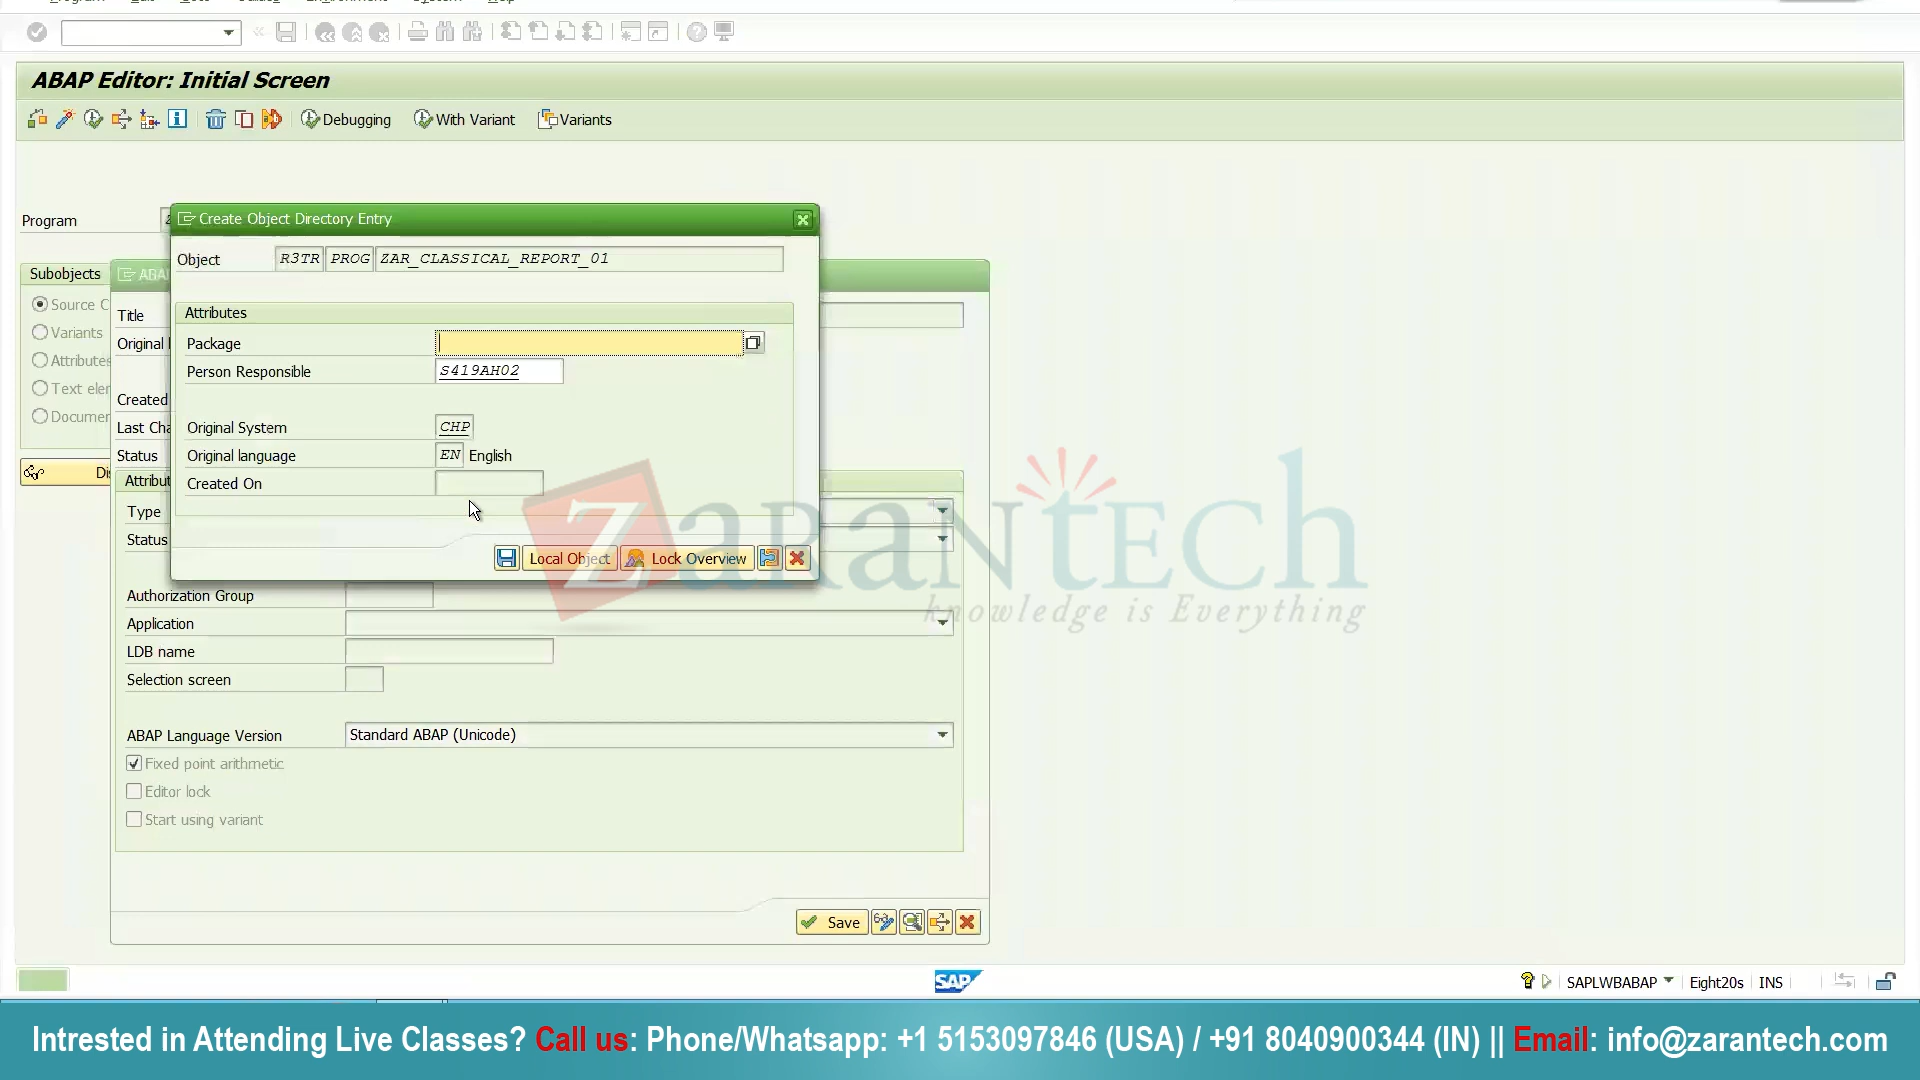 ABAP Editor: Initial Screen
Debugging With Variant Variants
Program
Create Object Directory Entry
Object R3TR PROG ZAR_CLASSICAL_REPORT_01
Subobjects
Attributes
Source C
Variants
Attributes
Text eler
Documen
Title
Original l
Created
Last Cha
Status
Attribut
Type
Status
Package
Person Responsible S419AH02
Original System CHP
Original language EN English
Created On
Local Object Lock Overview
Authorization Group
Application
LDB name
Selection screen
ABAP Language Version Standard ABAP (Unicode)
Fixed point arithmetic
Editor lock
Start using variant
Save
ZARANTECH
knowledge is Everything
SAP
SAPLWBABAP Eight20s INS
Intrested in Attending Live Classes? Call us: Phone/Whatsapp: +1 5153097846 (USA) / +91 8040900344 (IN) || Email: info@zarantech.com